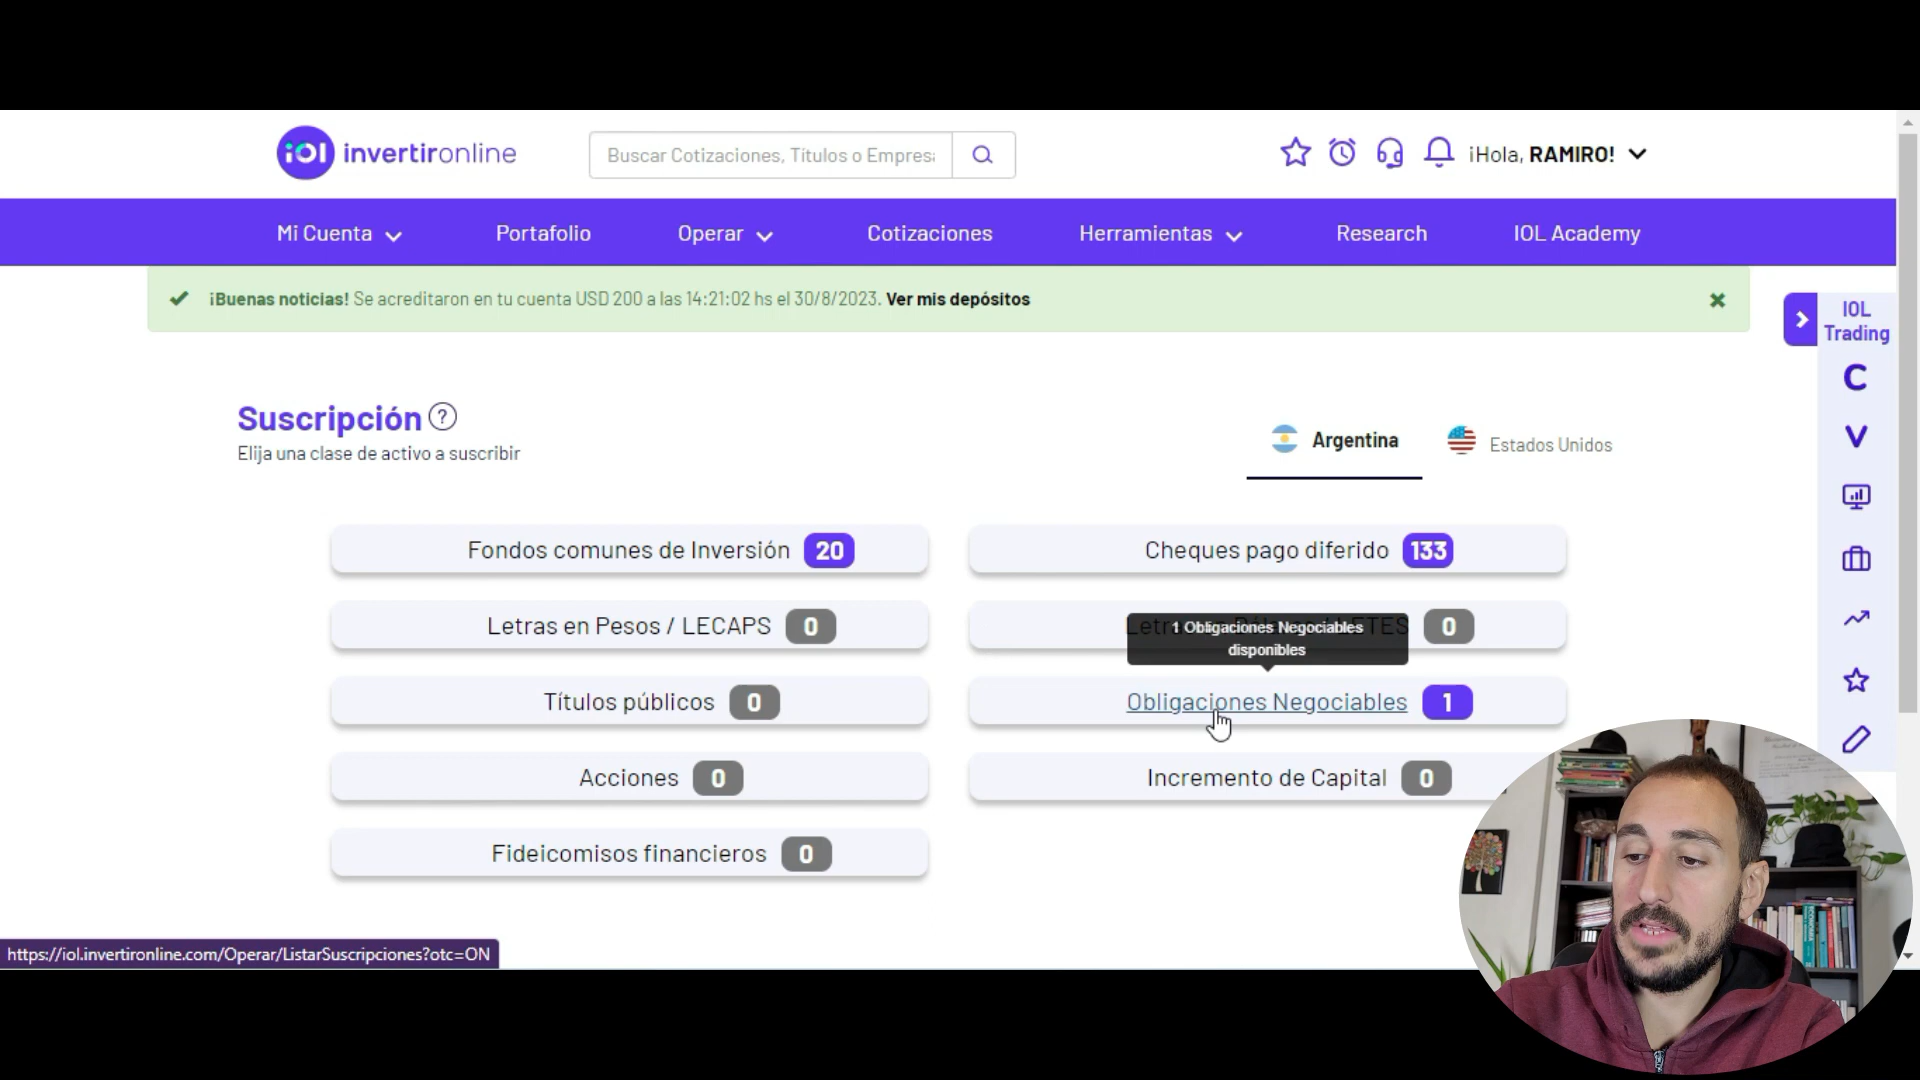 iol invertironline
Buscar Cotizaciones, Títulos o Empresa
¡Hola, RAMIRO!
Mi Cuenta
Portafolio
Operar
Cotizaciones
Herramientas
Research
IOL Academy
¡Buenas noticias! Se acreditaron en tu cuenta USD 200 a las 14:21:02 hs el 30/8/2023. Ver mis depósitos
IOL
Trading
C
V
Suscripción ?
Elija una clase de activo a suscribir
Argentina
Estados Unidos
Fondos comunes de Inversión 20
Cheques pago diferido 133
Letras en Pesos / LECAPS 0
0
1 Obligaciones Negociables
disponibles
Títulos públicos 0
Obligaciones Negociables 1
Acciones 0
Incremento de Capital 0
Fideicomisos financieros 0
https://iol.invertironline.com/Operar/ListarSuscripciones?otc=ON